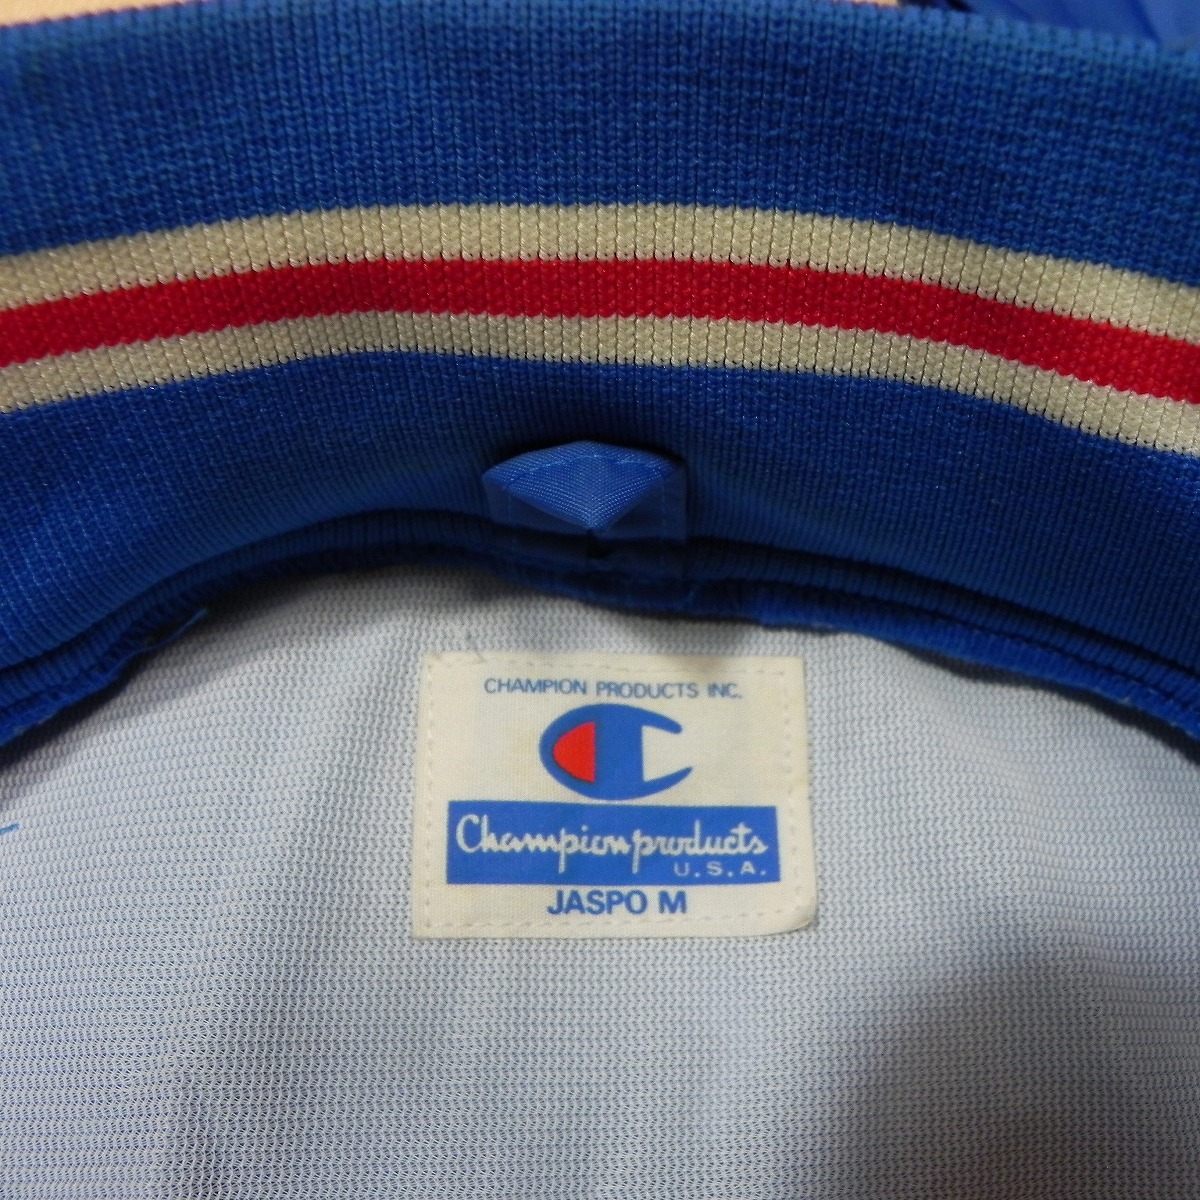 CHAMPION PRODUCTS INC.
Champion products
U.S.A.
JASPO M